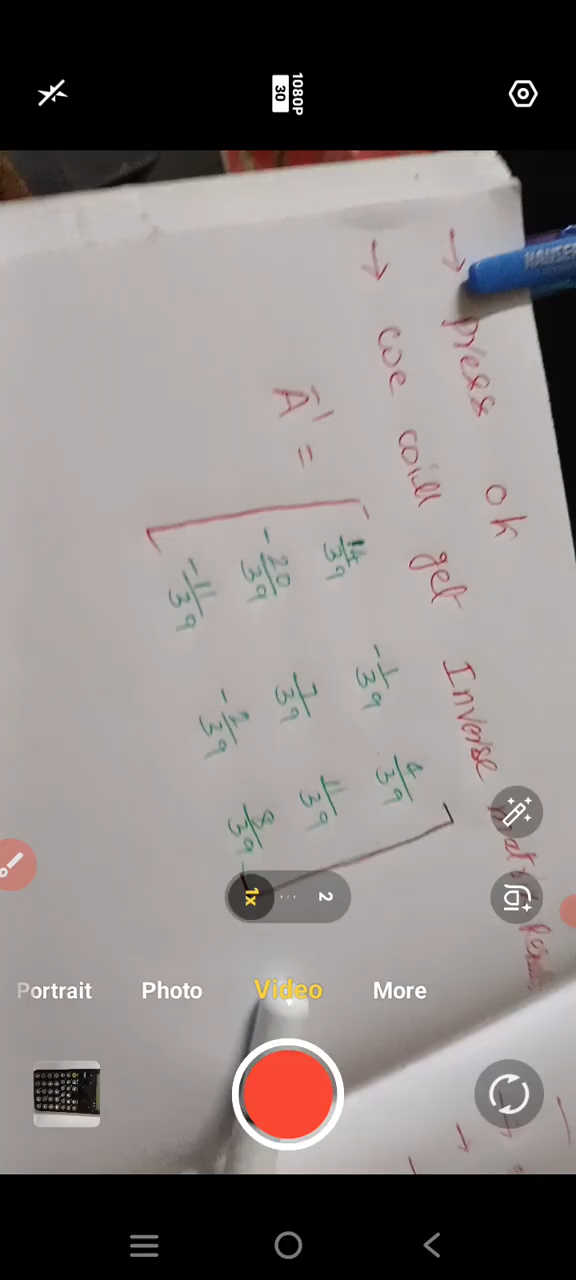 1080P
30
HAUSER
→ Press ok
→ we will get Inverse
A⁻¹ =
14/39 -1/39 4/39
-20/39 7/39 11/39
-11/39 -2/39 8/39
1x 2
Portrait Photo Video More